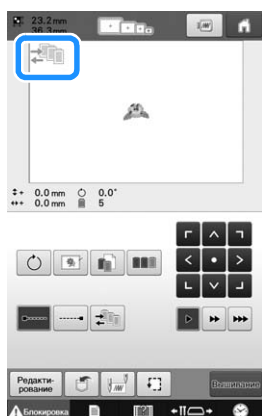 23.2 mm
36.3 mm
0.0 mm 0.0°
0.0 mm 5
Редакти-
рование
Вышивание
Блокировка